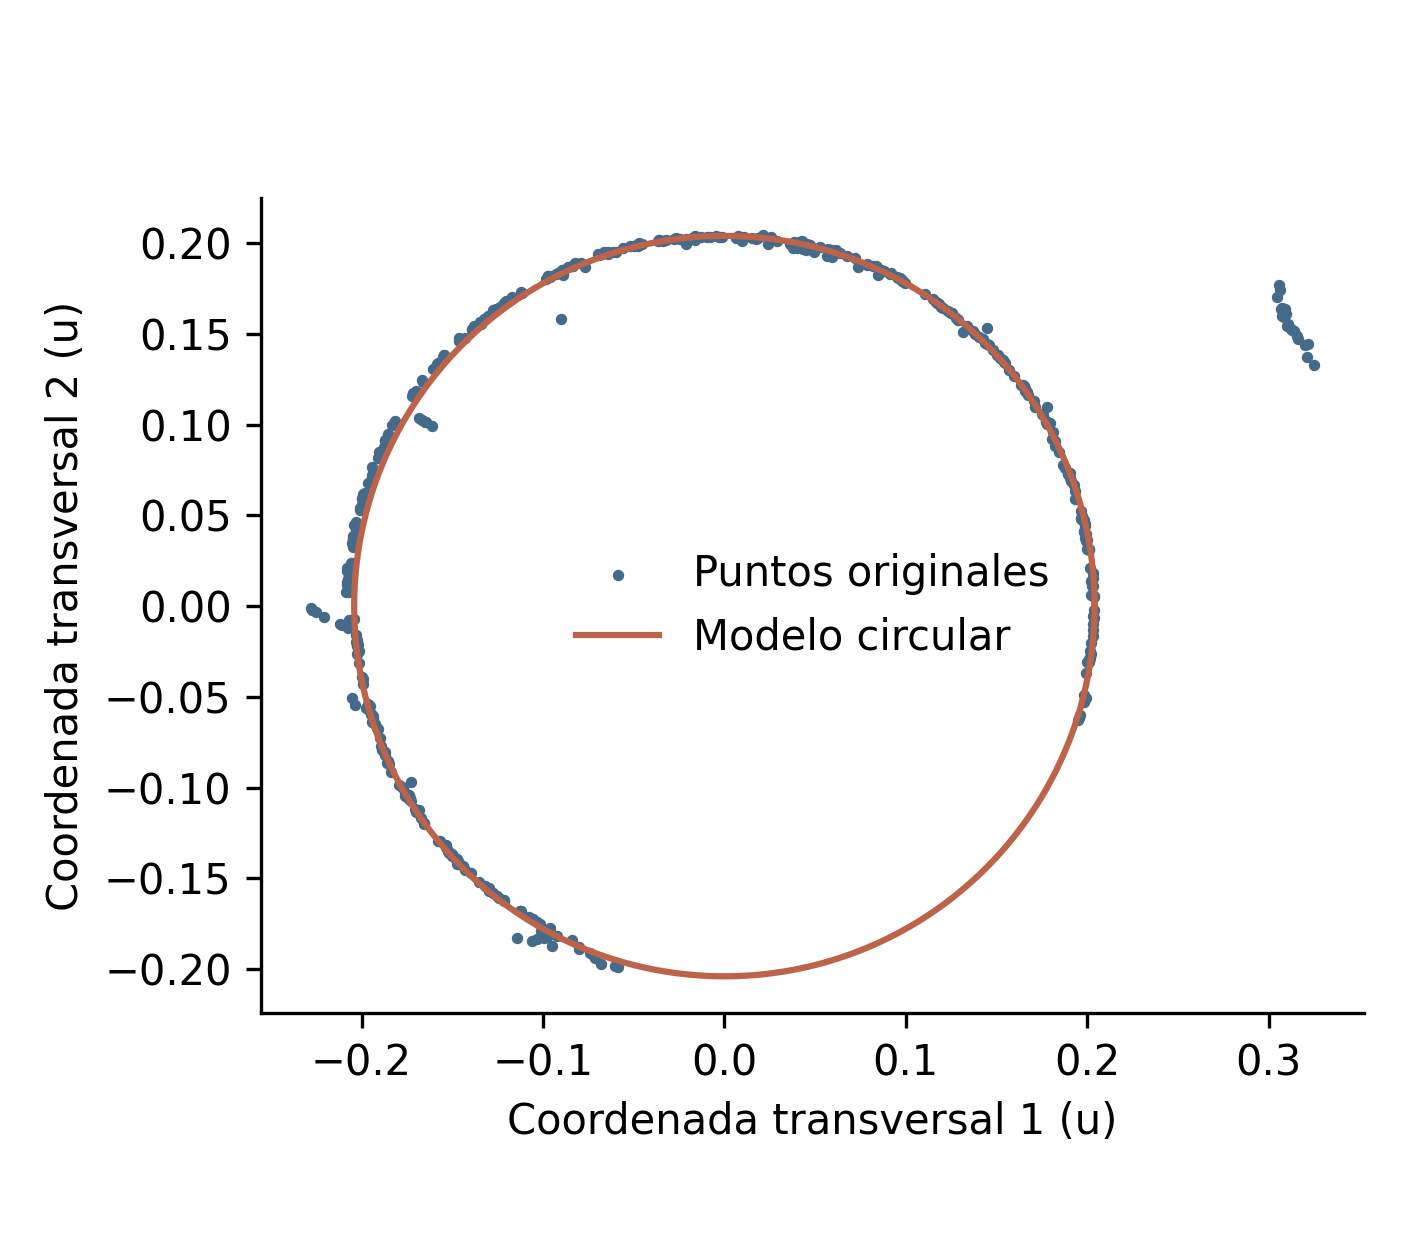 0.20
0.15
0.10
0.05
0.00
−0.05
−0.10
−0.15
−0.20
Coordenada transversal 2 (u)
Puntos originales
Modelo circular
−0.2 −0.1 0.0 0.1 0.2 0.3
Coordenada transversal 1 (u)